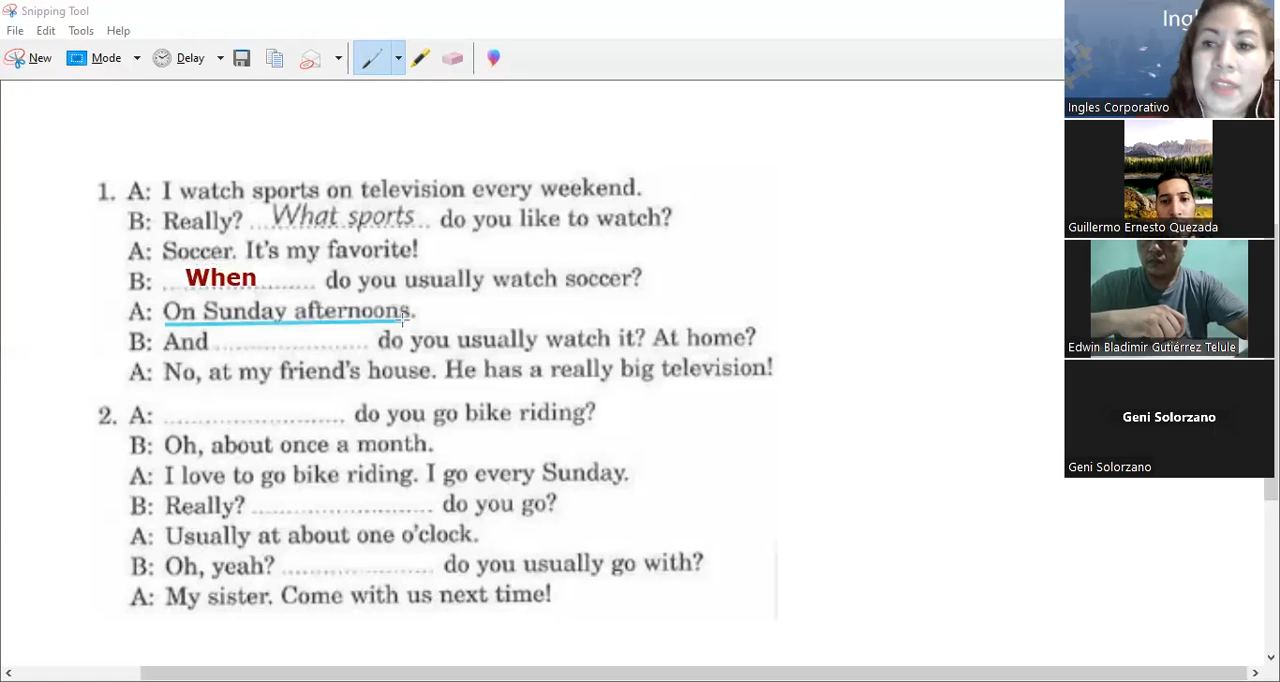 Snipping Tool
File Edit Tools Help
New Mode Delay
1. A: I watch sports on television every weekend.
B: Really? What sports do you like to watch?
A: Soccer. It's my favorite!
B: When do you usually watch soccer?
A: On Sunday afternoons.
B: And .................... do you usually watch it? At home?
A: No, at my friend's house. He has a really big television!
2. A: ........................ do you go bike riding?
B: Oh, about once a month.
A: I love to go bike riding. I go every Sunday.
B: Really? ........................ do you go?
A: Usually at about one o'clock.
B: Oh, yeah? .................... do you usually go with?
A: My sister. Come with us next time!
Ingles Corporativo
Guillermo Ernesto Quezada
Edwin Bladimir Gutiérrez Telule
Geni Solorzano
Geni Solorzano